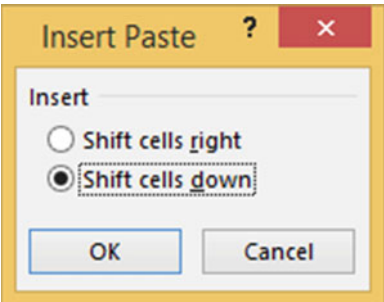 Insert Paste ? ×
Insert
Shift cells right
Shift cells down
OK Cancel